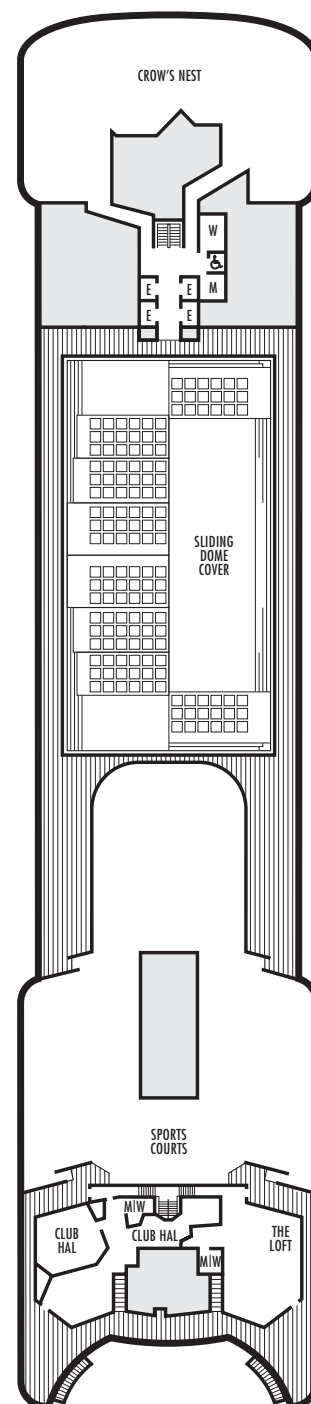 CROW'S NEST
W
M
E
E
E
E
SLIDING
DOME
COVER
SPORTS
COURTS
M|W
CLUB
HAL
CLUB HAL
THE
LOFT
M|W